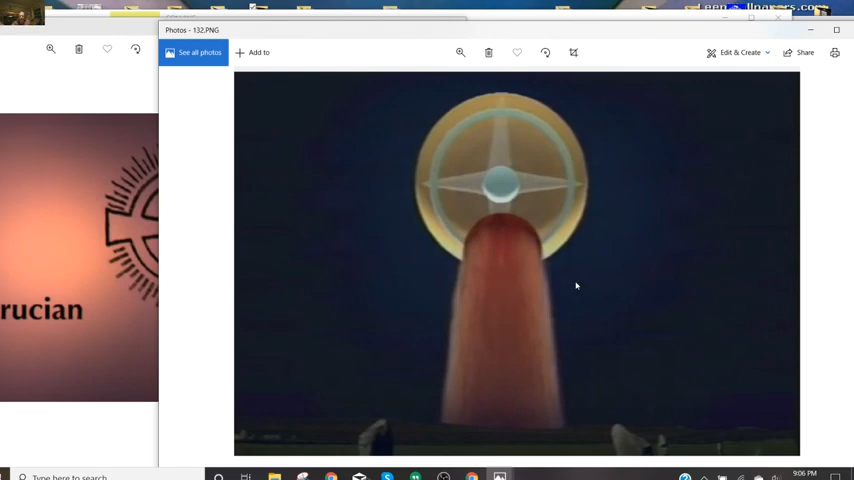 Photos - 132.PNG
See all photos
Add to
Edit & Create
Share
rucian
Type here to search
9:06 PM